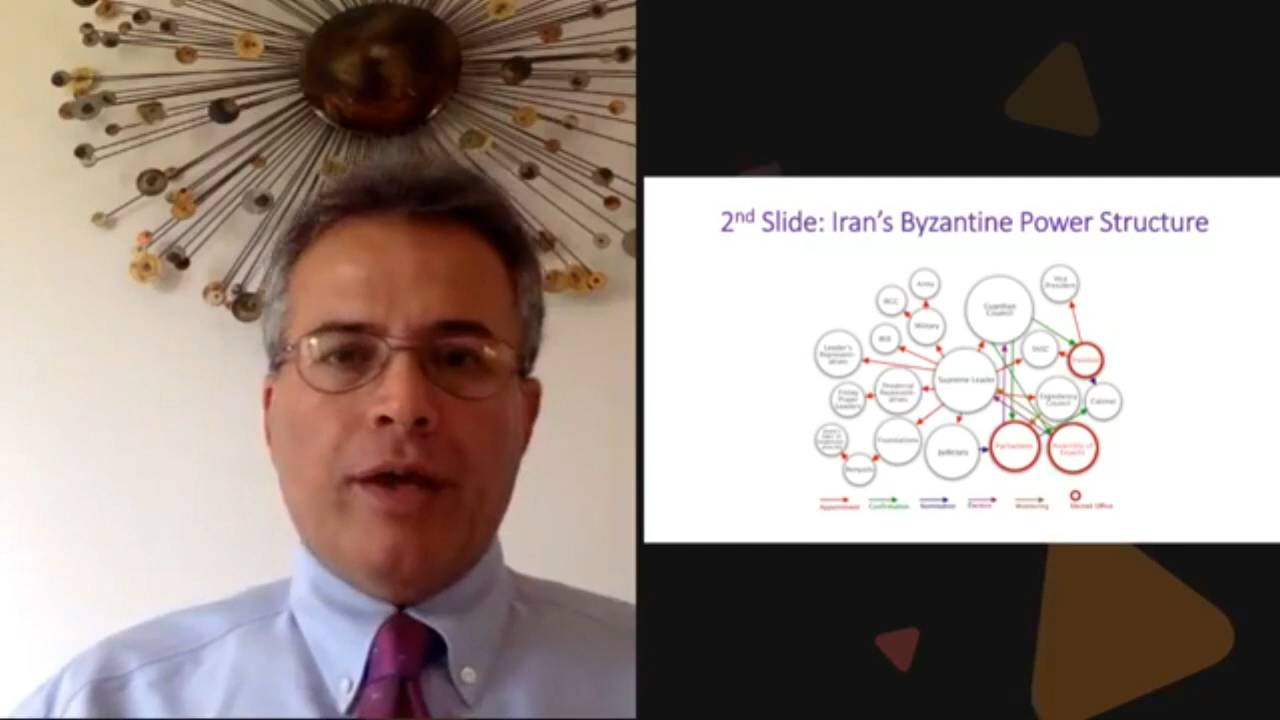 2nd Slide: Iran's Byzantine Power Structure
Army
Vice
President
IRGC
Guardian
Council
Military
IRIB
SNSC
Leader's
Representatives
President
Supreme Leader
Friday
Prayer
Leaders
Provincial
Representatives
Expediency
Council
Cabinet
Foundations
Judiciary
Parliament
Assembly of
Experts
Bonyads
Appointment
Confirmation
Nomination
Election
Monitoring
Elected Office